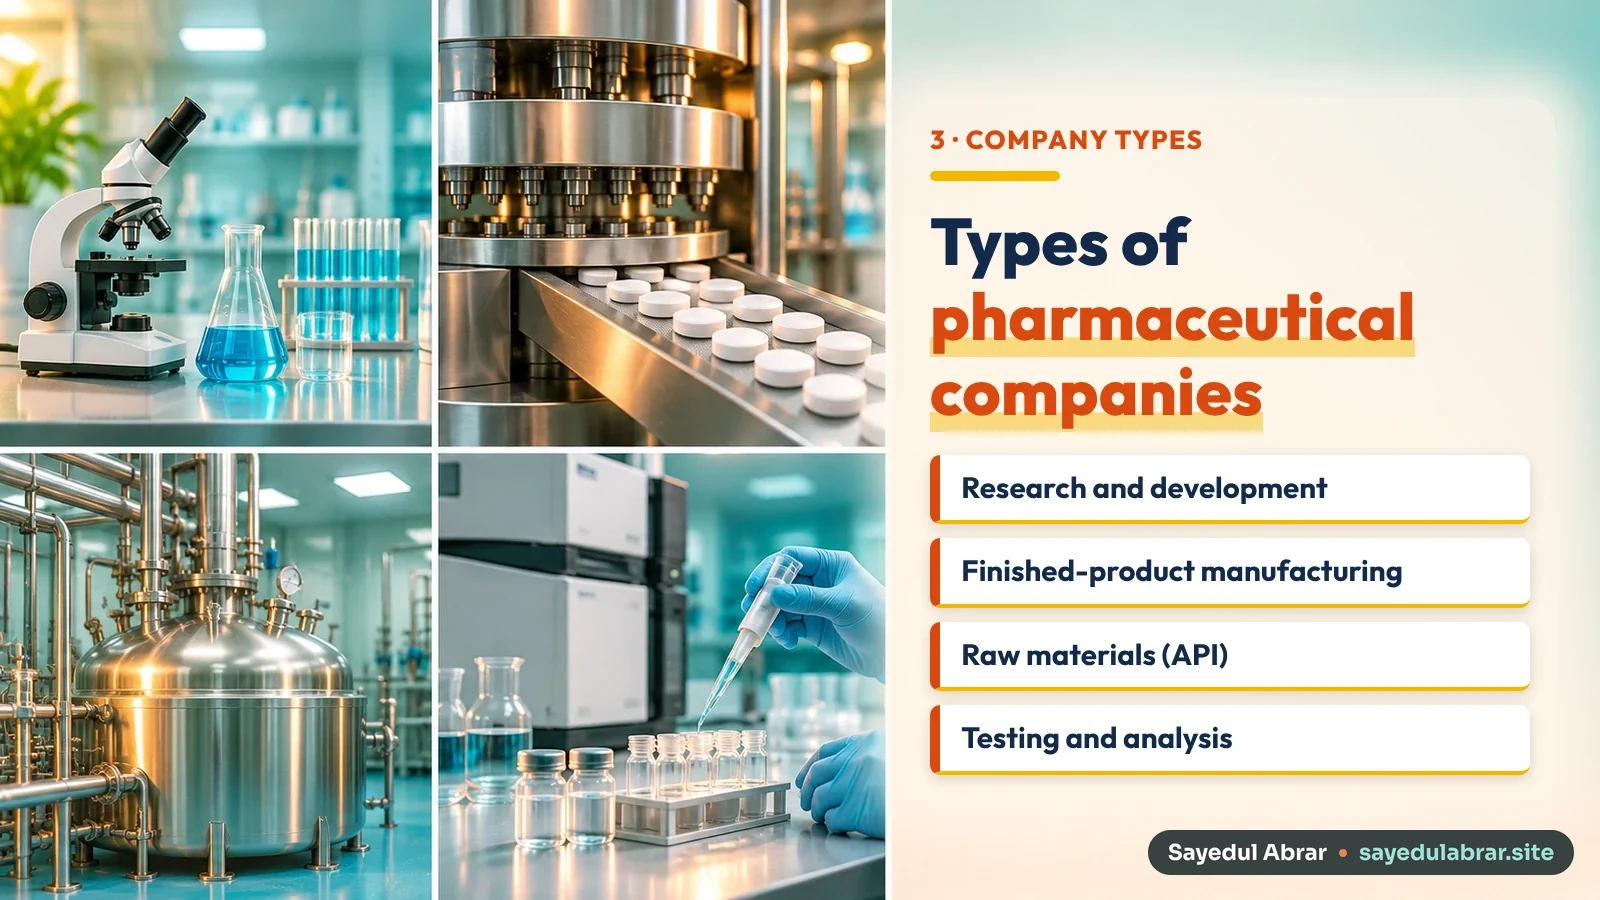 3 · COMPANY TYPES
Types of
pharmaceutical
companies
Research and development
Finished-product manufacturing
Raw materials (API)
Testing and analysis
Sayedul Abrar • sayedulabrar.site